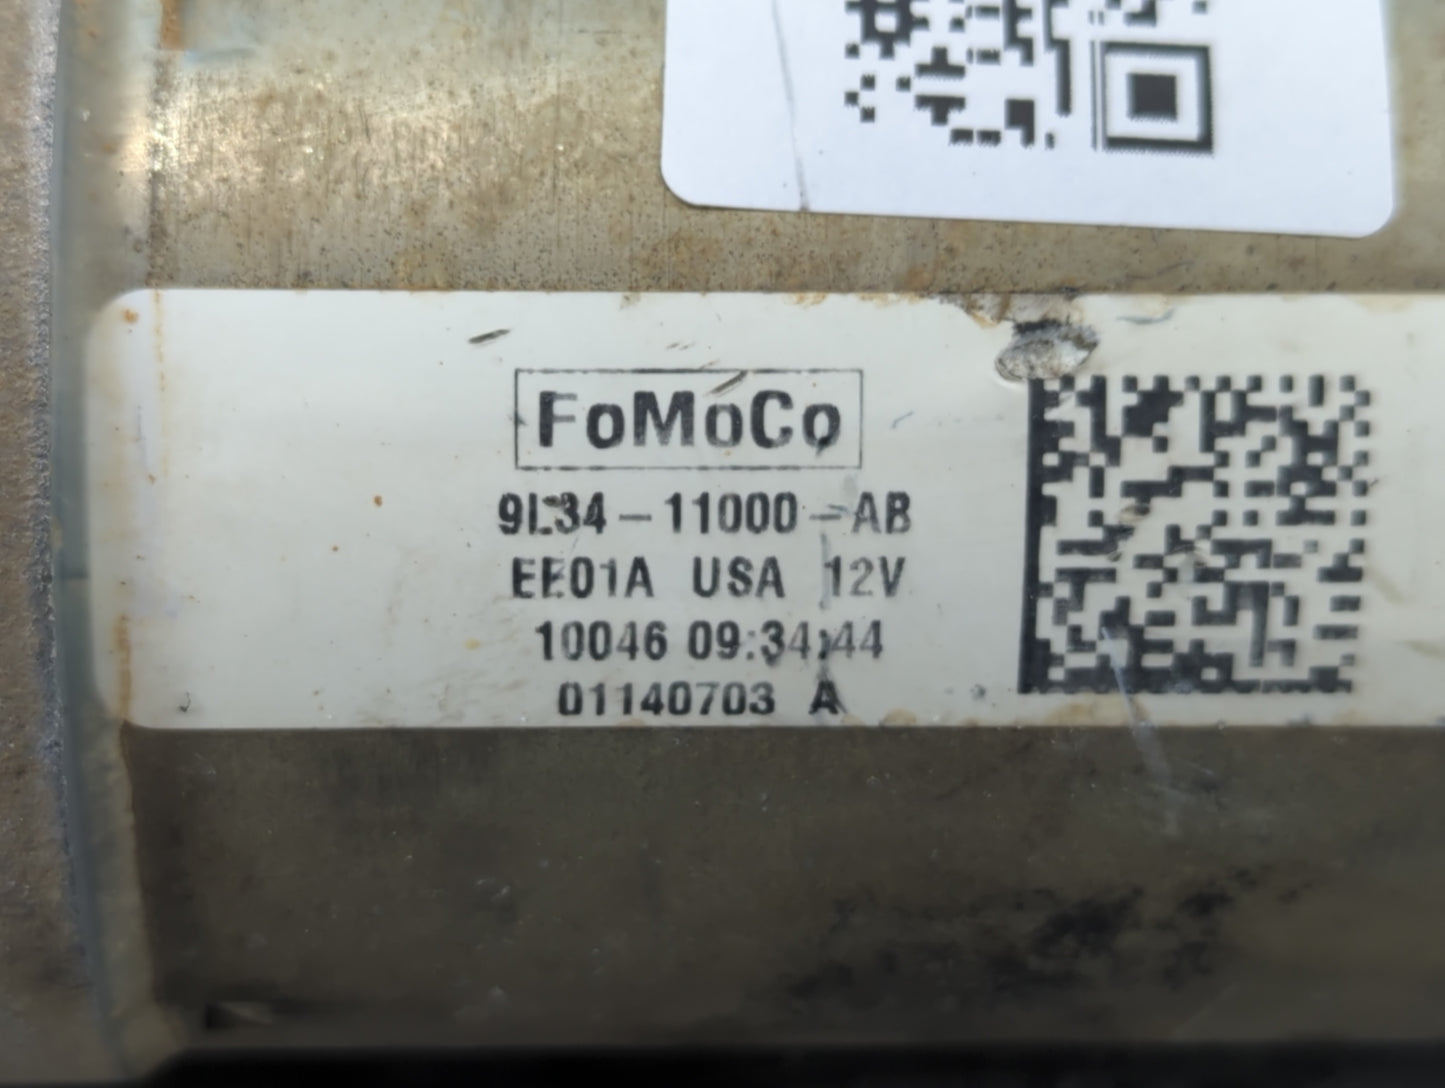 FoMoCo
9L34-11000-AB
EE01A USA 12V
10046 09:34:44
01140703 A